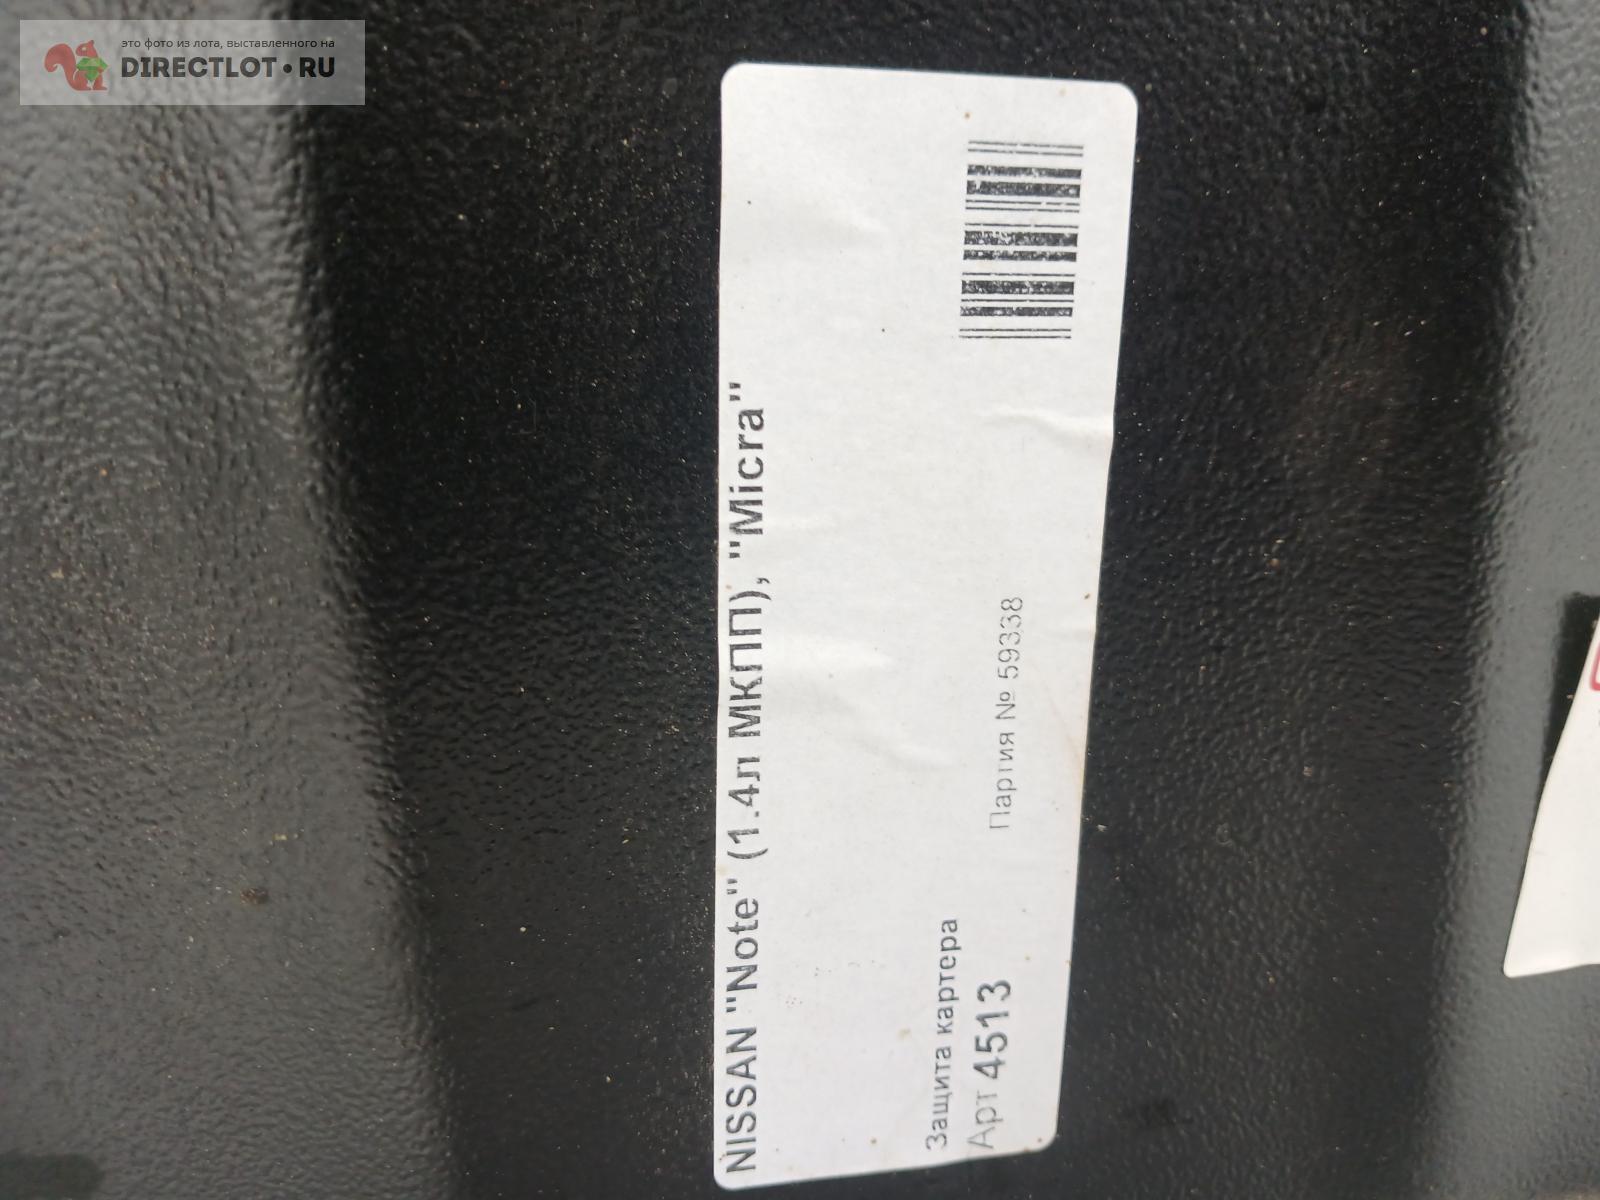 это фото из лота, выставленного на
DIRECTLOT•RU
NISSAN "Note" (1.4л МКПП), "Micra"
Защита картера
Арт 4513
Партия № 59338